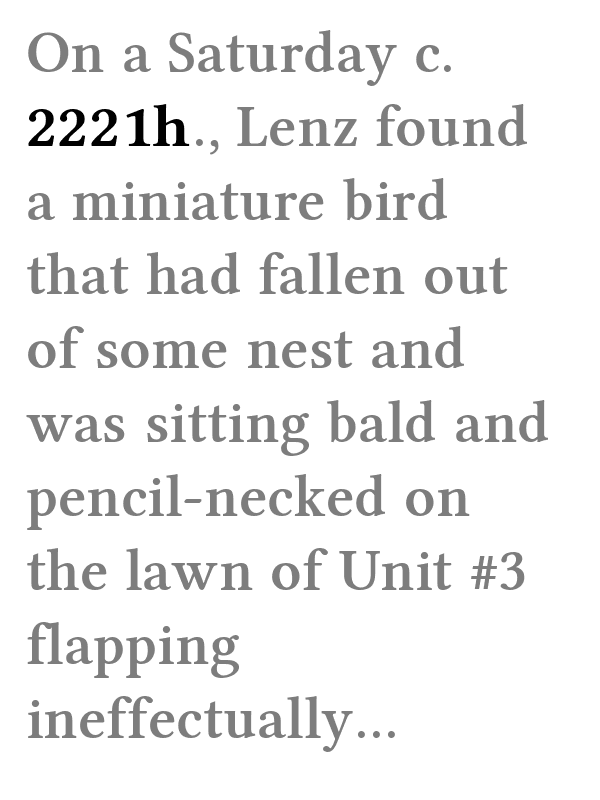 On a Saturday c.
2221h., Lenz found
a miniature bird
that had fallen out
of some nest and
was sitting bald and
pencil-necked on
the lawn of Unit #3
flapping
ineffectually...